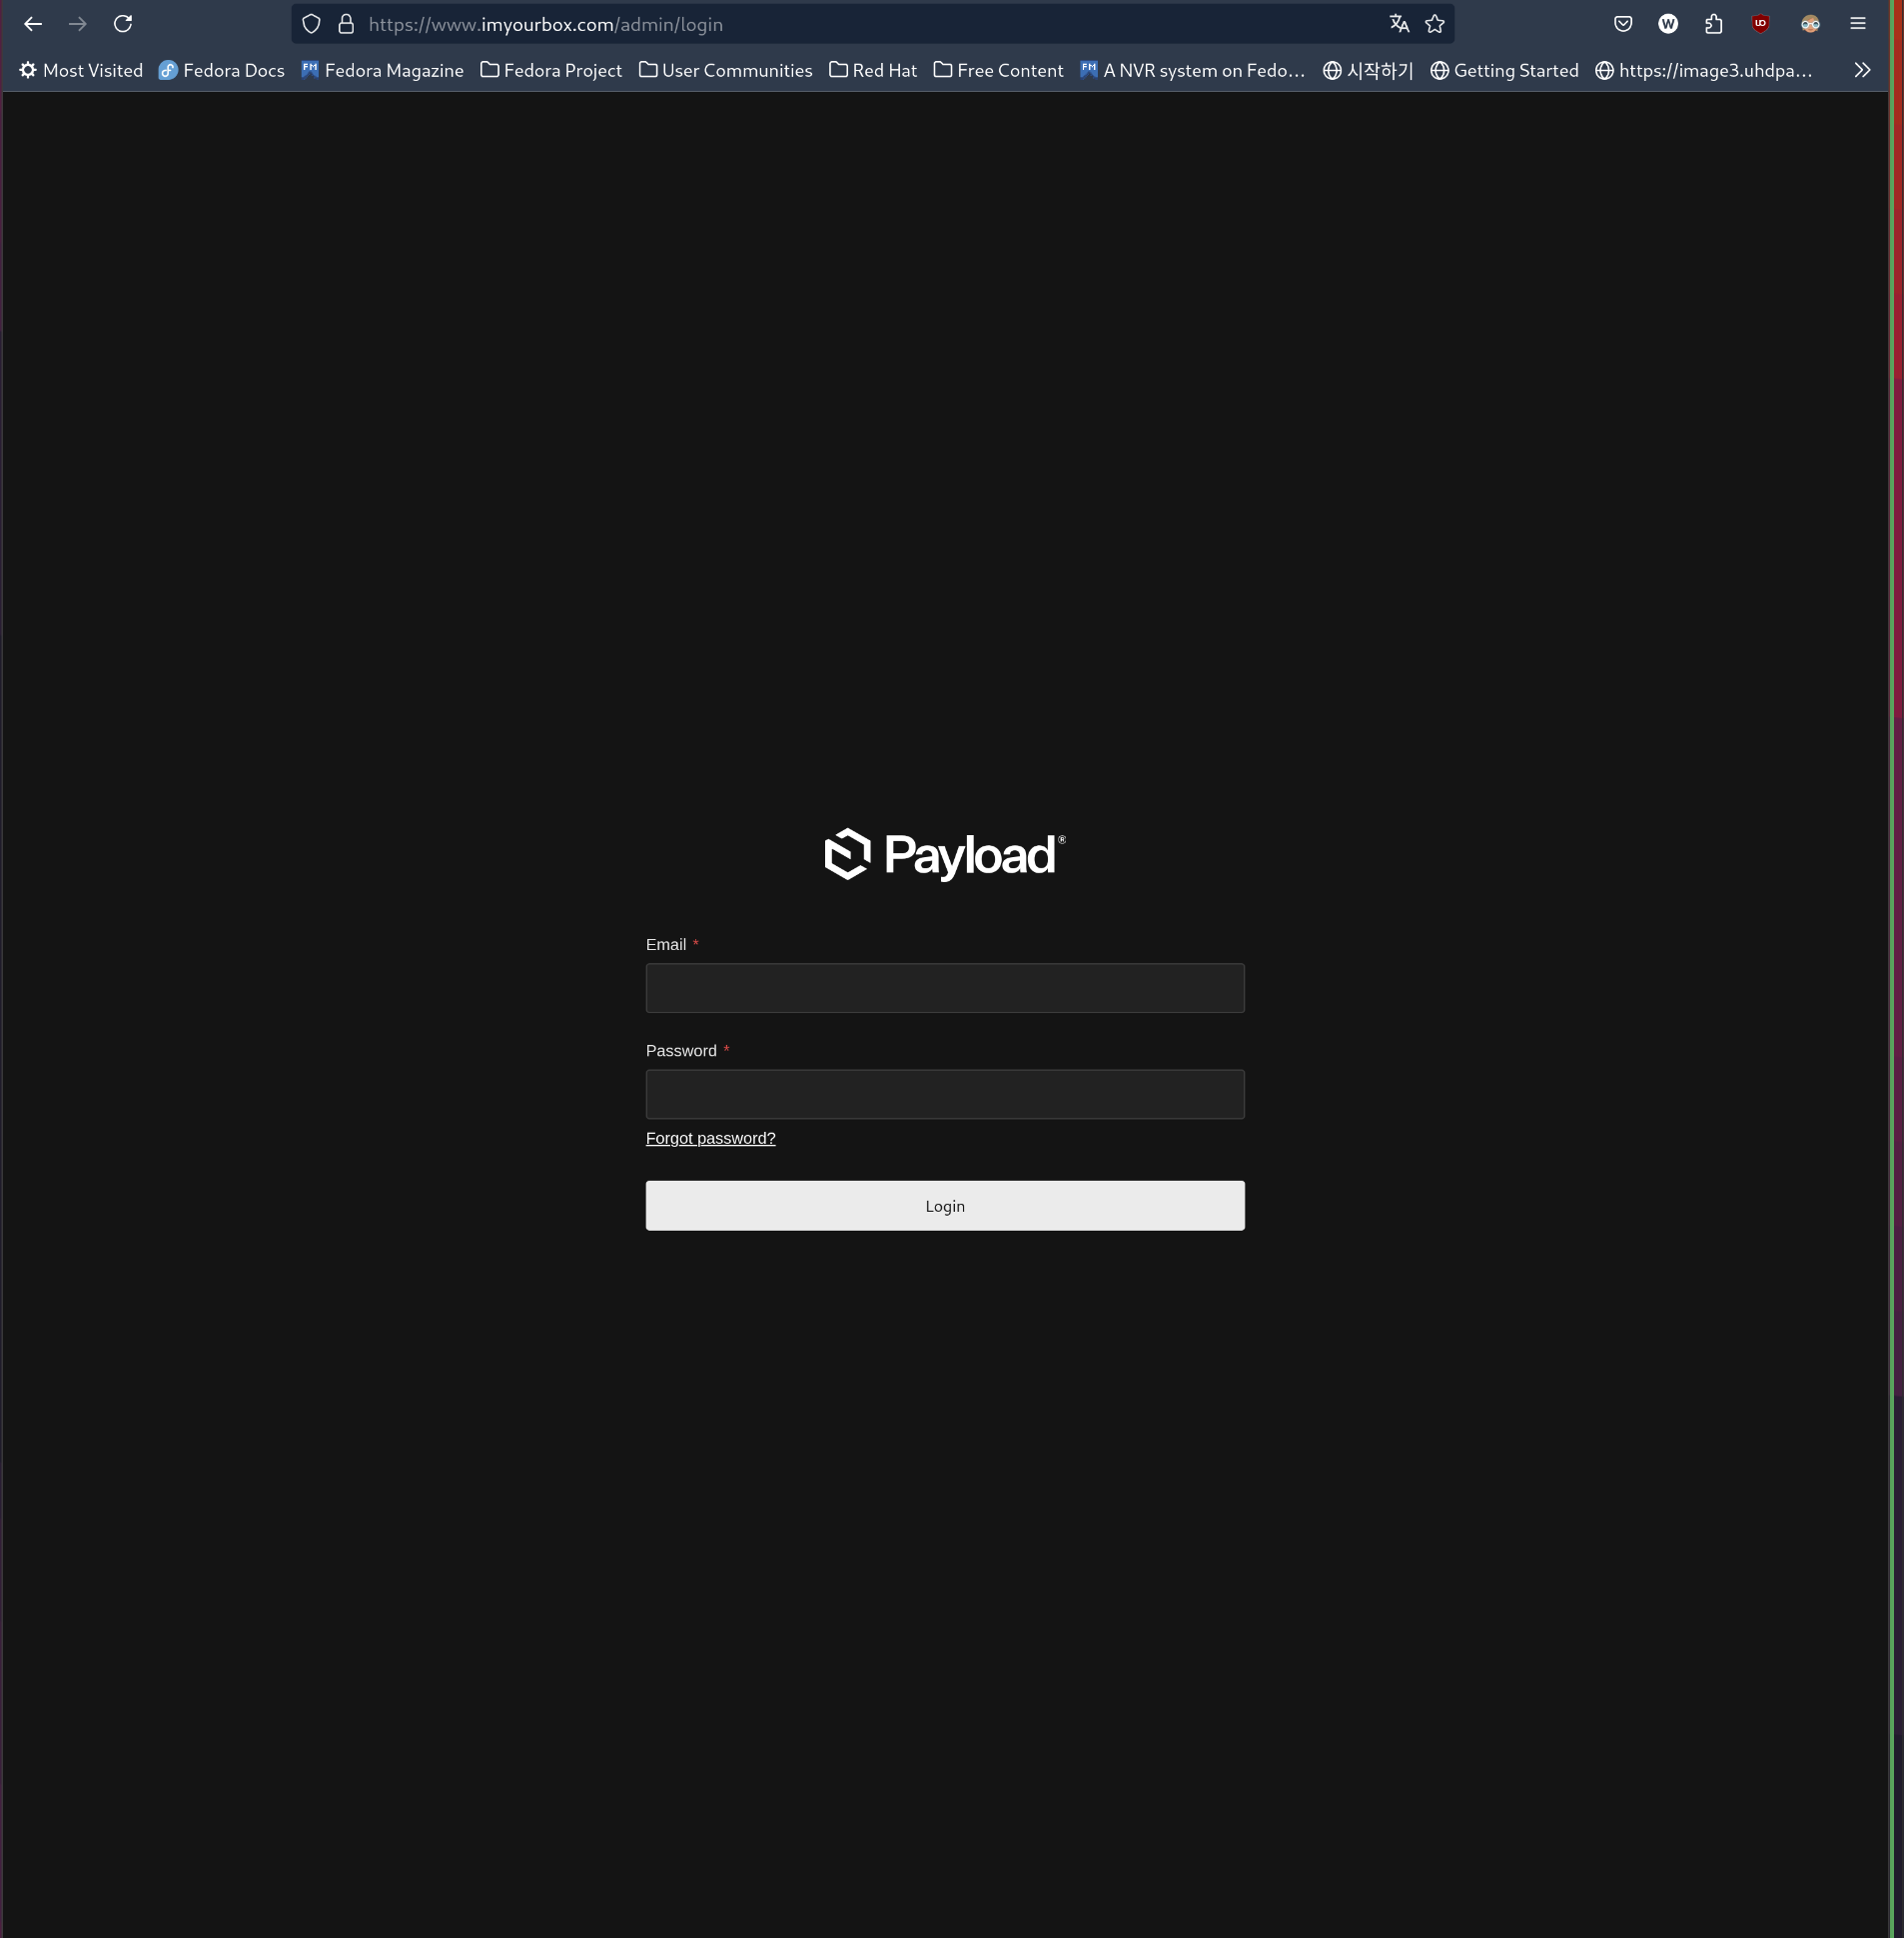 https://www.imyourbox.com/admin/login
Most Visited Fedora Docs Fedora Magazine Fedora Project User Communities Red Hat Free Content A NVR system on Fedo... 시작하기 Getting Started https://image3.uhdpa...
Payload®
Email *
Password *
Forgot password?
Login